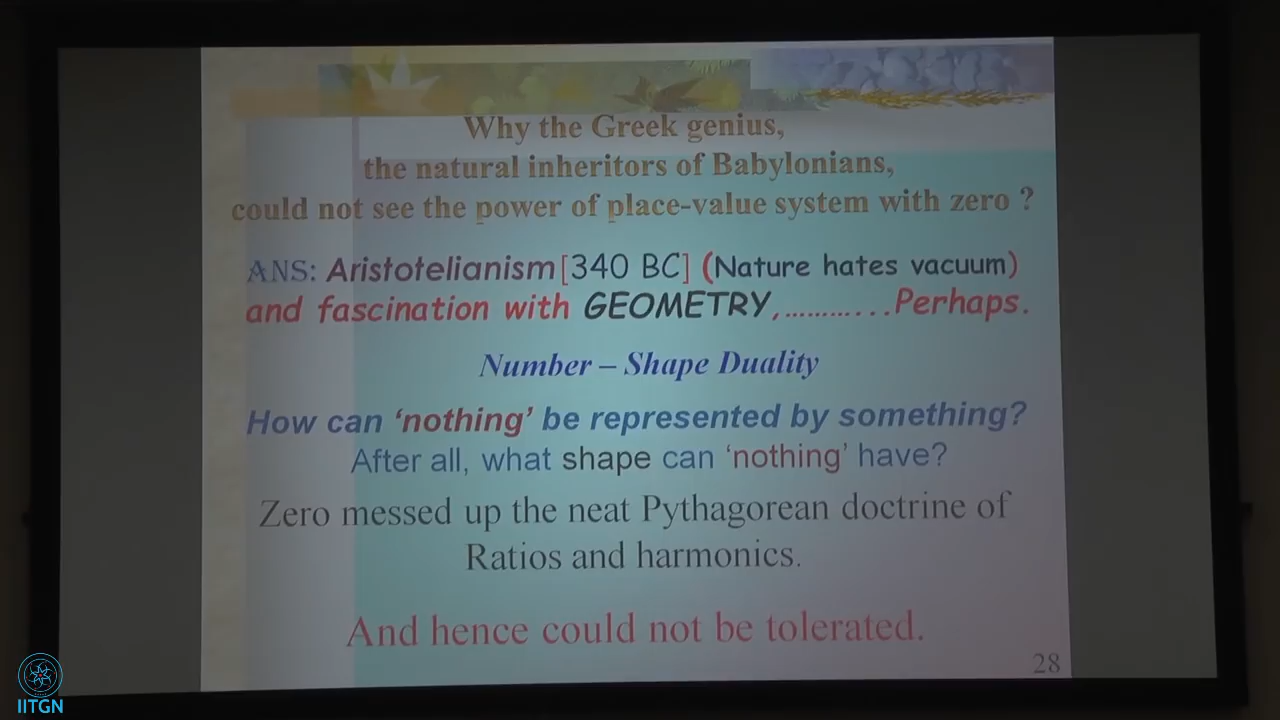 Why the Greek genius,
the natural inheritors of Babylonians,
could not see the power of place-value system with zero ?
ANS: Aristotelianism [340 BC] (Nature hates vacuum)
and fascination with GEOMETRY,.............Perhaps.
Number – Shape Duality
How can ‘nothing’ be represented by something?
After all, what shape can ‘nothing’ have?
Zero messed up the neat Pythagorean doctrine of
Ratios and harmonics.
And hence could not be tolerated.
28
IITGN